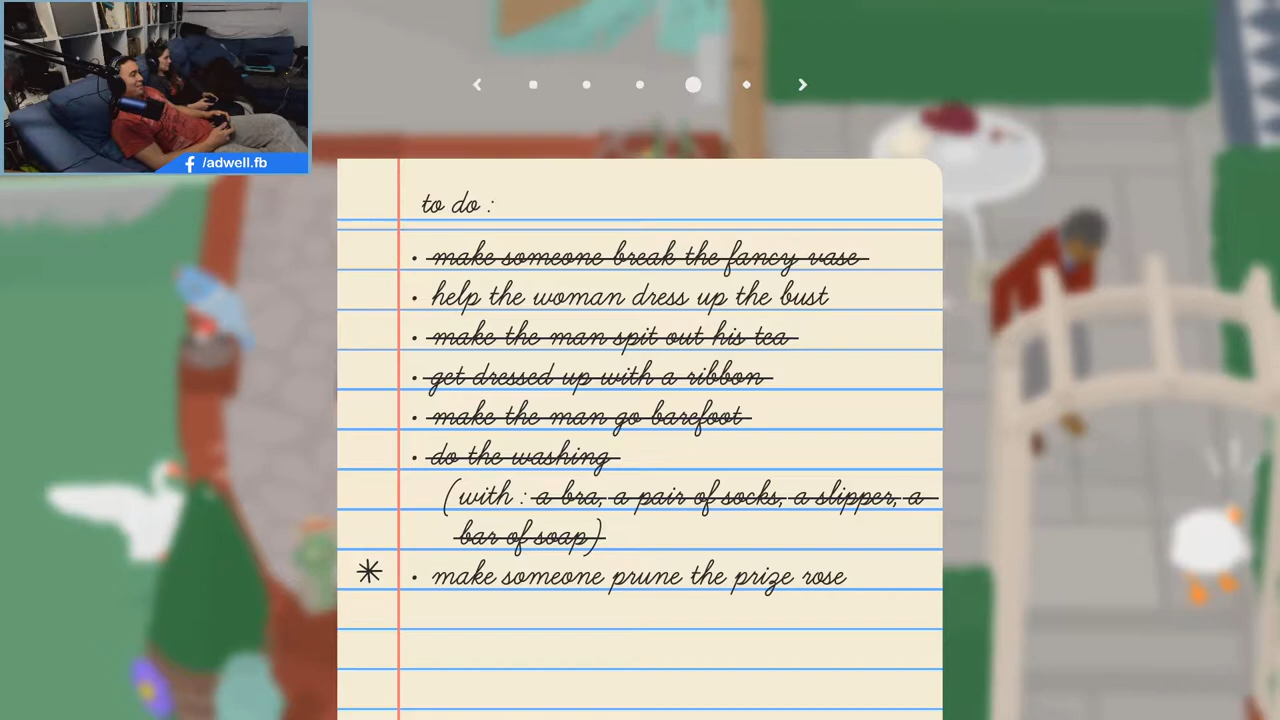 /adwell.fb
to do :
• make someone break the fancy vase
• help the woman dress up the bust
• make the man spit out his tea
• get dressed up with a ribbon
• make the man go barefoot
• do the washing
(with : a bra, a pair of socks, a slipper, a
bar of soap)
• make someone prune the prize rose